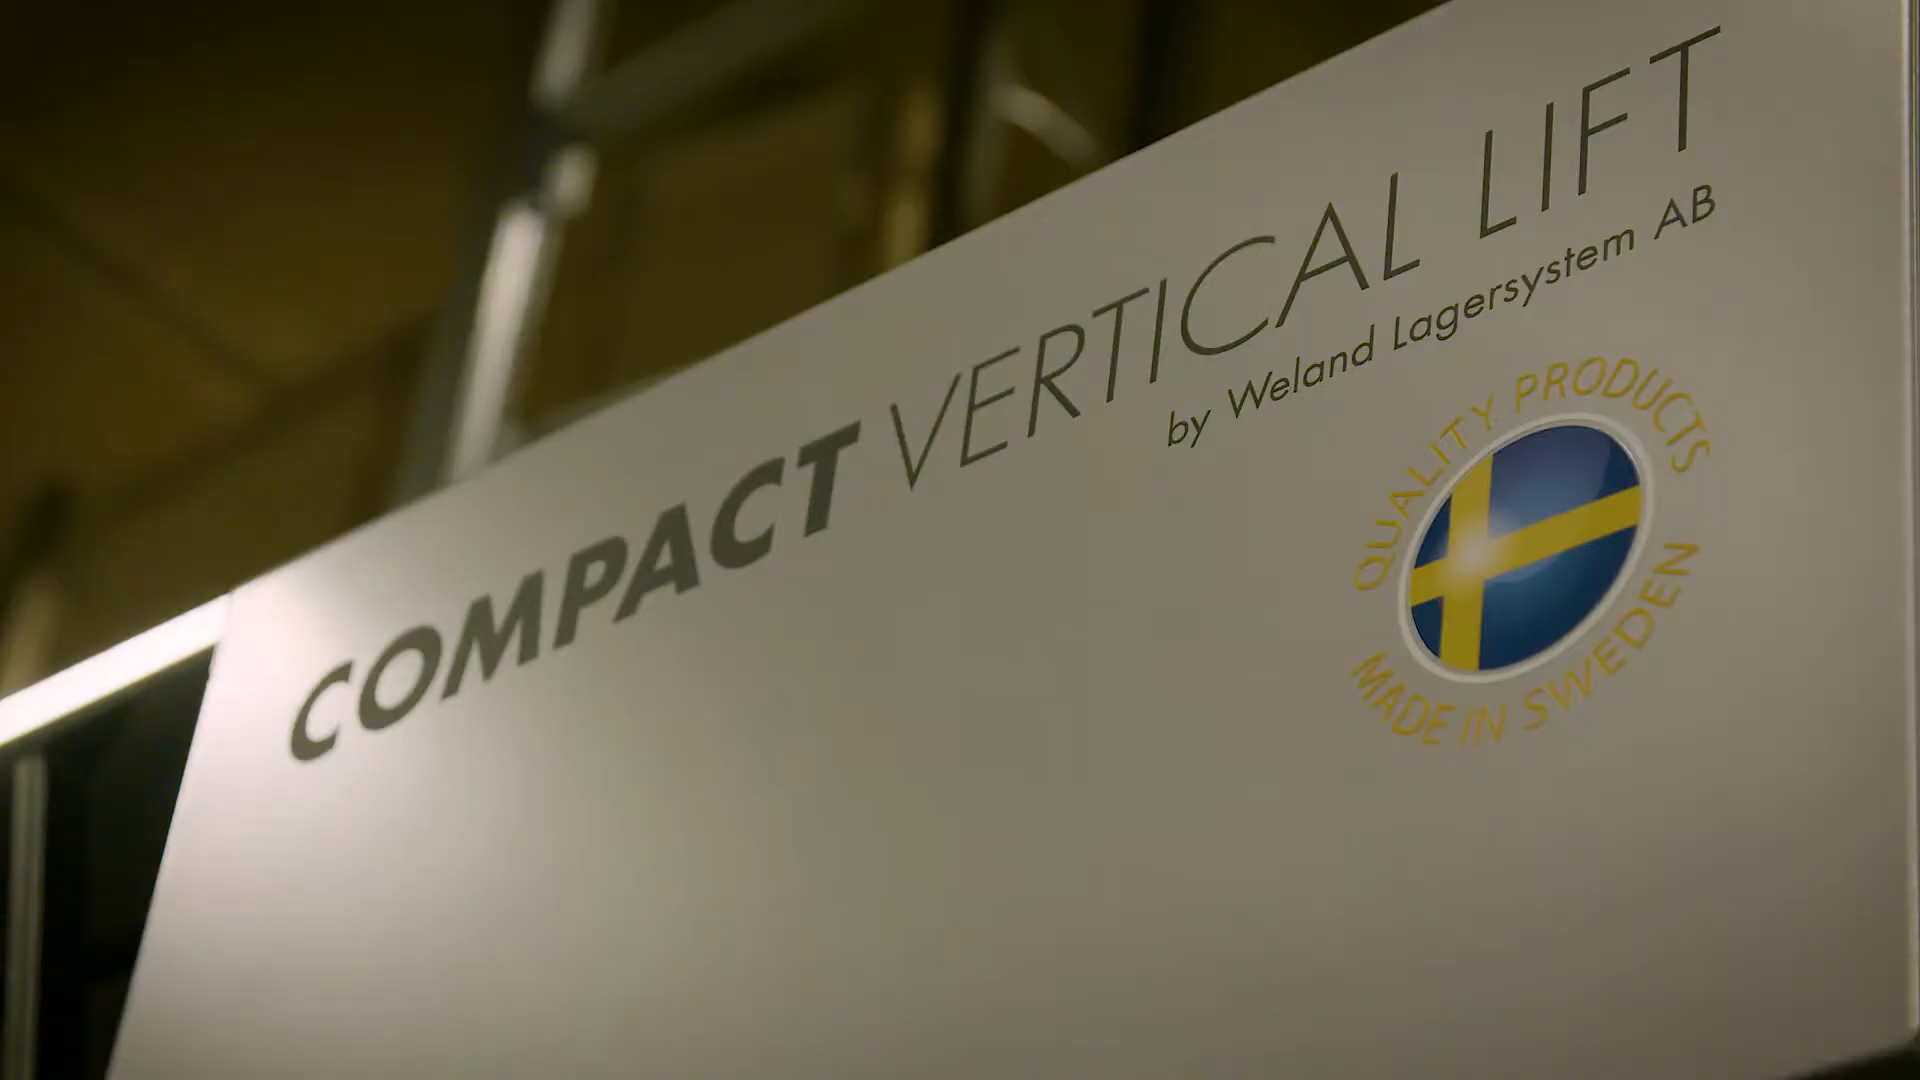 COMPACT VERTICAL LIFT
by Weland Lagersystem AB
QUALITY PRODUCTS
MADE IN SWEDEN